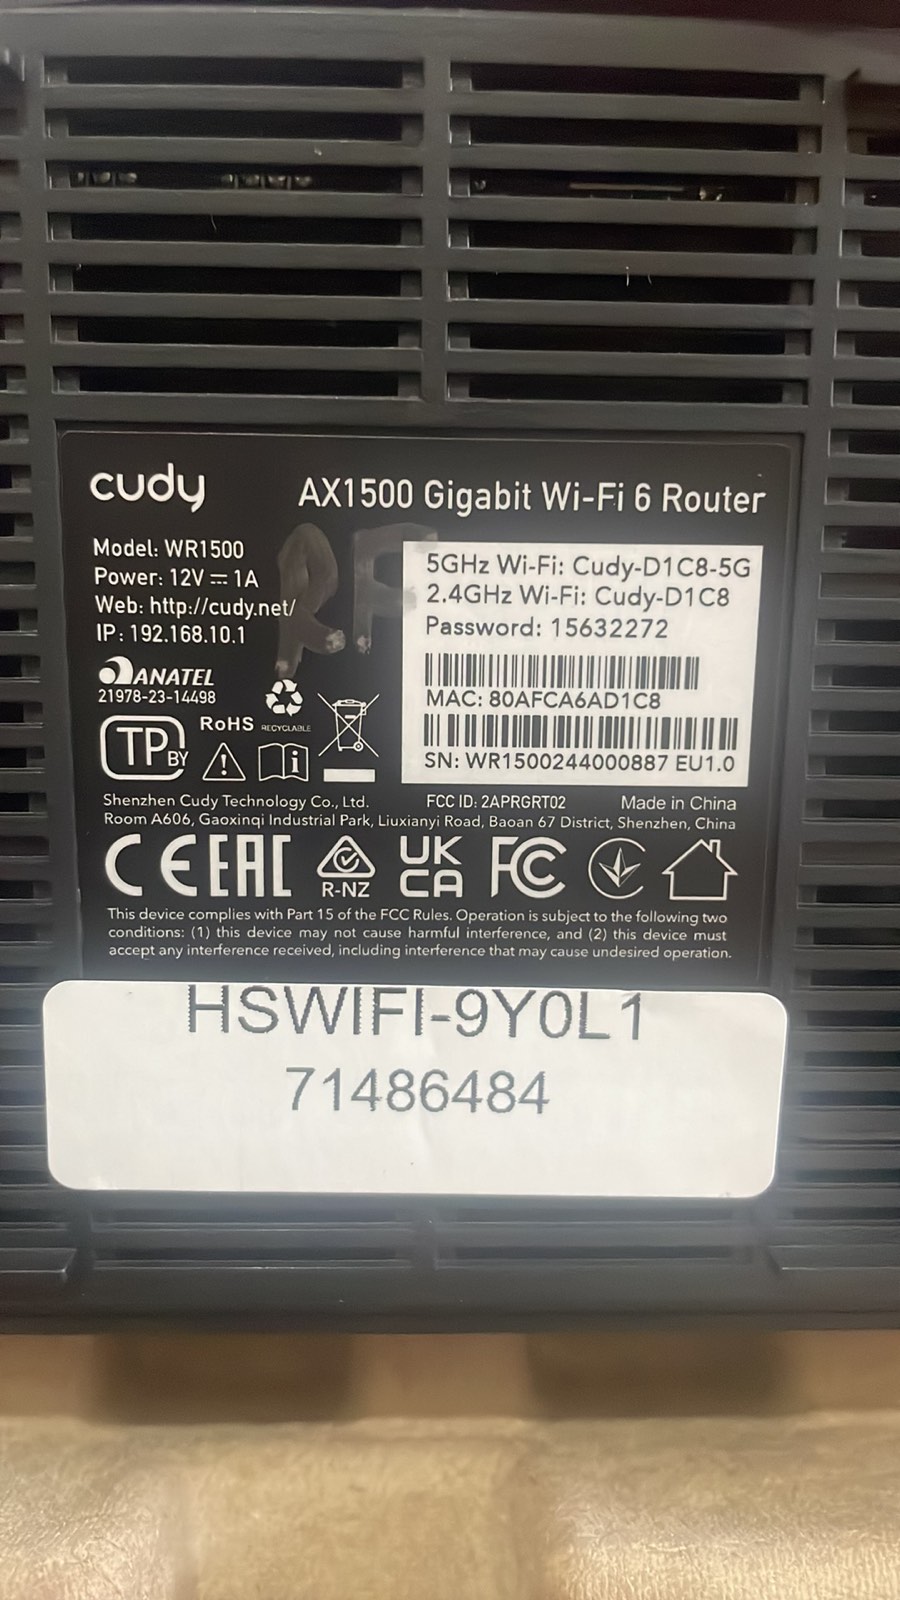 cudy
AX1500 Gigabit Wi-Fi 6 Router
Model: WR1500
Power: 12V ⎓ 1A
Web: http://cudy.net/
IP: 192.168.10.1
5GHz Wi-Fi: Cudy-D1C8-5G
2.4GHz Wi-Fi: Cudy-D1C8
Password: 15632272
MAC: 80AFCA6AD1C8
SN: WR1500244000887 EU1.0
ANATEL
21978-23-14498
TP BY
RoHS
RECYCLABLE
Shenzhen Cudy Technology Co., Ltd.
FCC ID: 2APRGRT02
Made in China
Room A606, Gaoxinqi Industrial Park, Liuxianyi Road, Baoan 67 District, Shenzhen, China
CE EAC
R-NZ
UK
CA
FC
This device complies with Part 15 of the FCC Rules. Operation is subject to the following two
conditions: (1) this device may not cause harmful interference, and (2) this device must
accept any interference received, including interference that may cause undesired operation.
HSWIFI-9Y0L1
71486484